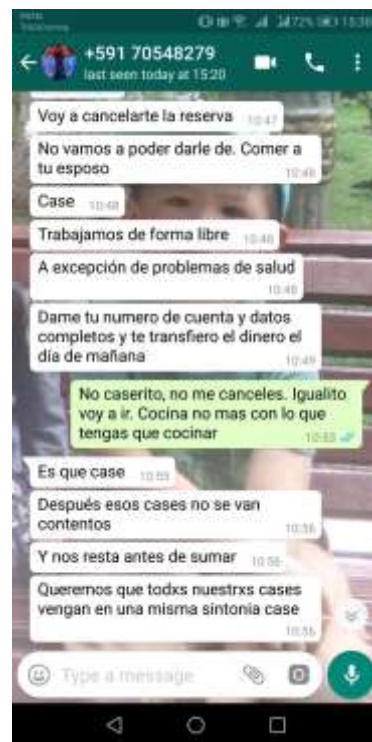 +591 70548279
last seen today at 15:20
Voy a cancelarte la reserva 10:47
No vamos a poder darle de. Comer a
tu esposo
10:48
Case 10:48
Trabajamos de forma libre 10:48
A excepción de problemas de salud
10:48
Dame tu numero de cuenta y datos
completos y te transfiero el dinero el
día de mañana
10:49
No caserito, no me canceles. Igualito
voy a ir. Cocina no mas con lo que
tengas que cocinar
10:53
Es que case 10:55
Después esos cases no se van
contentos
10:56
Y nos resta antes de sumar 10:56
Queremos que todxs nuestrxs cases
vengan en una misma sintonia case
10:56
Type a message